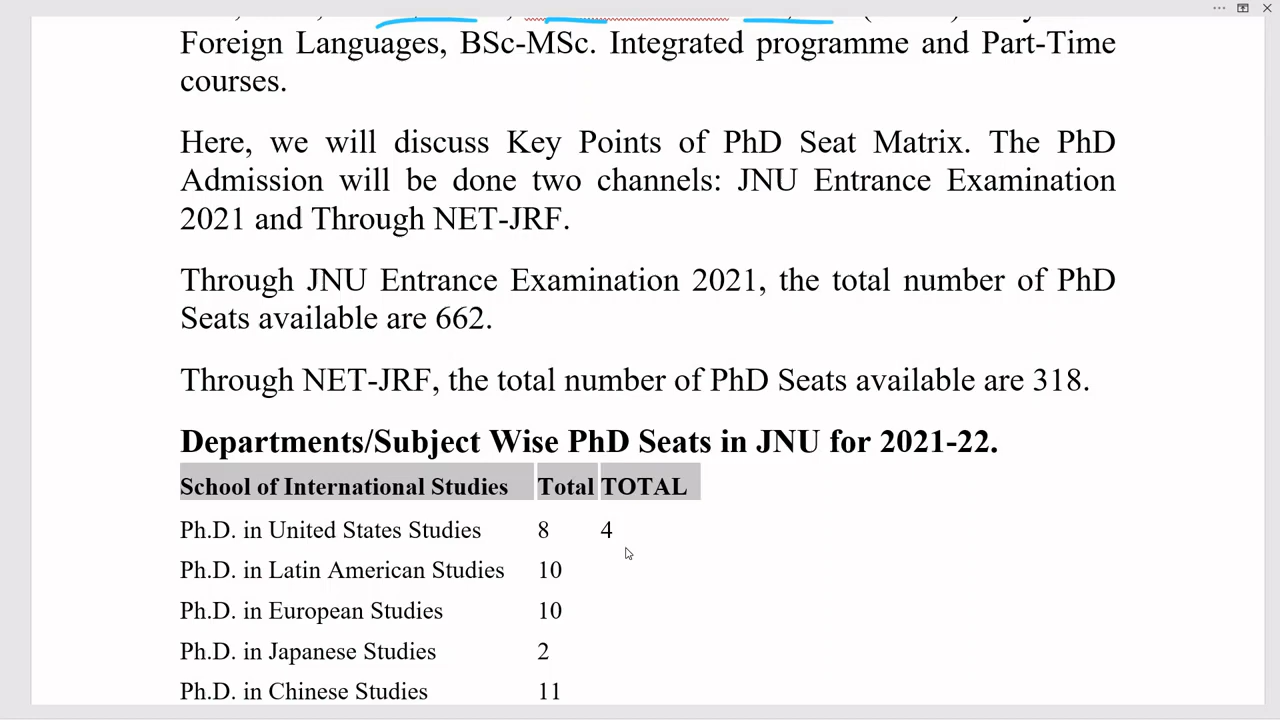 Foreign Languages, BSc-MSc. Integrated programme and Part-Time
courses.
Here, we will discuss Key Points of PhD Seat Matrix. The PhD
Admission will be done two channels: JNU Entrance Examination
2021 and Through NET-JRF.
Through JNU Entrance Examination 2021, the total number of PhD
Seats available are 662.
Through NET-JRF, the total number of PhD Seats available are 318.
Departments/Subject Wise PhD Seats in JNU for 2021-22.
School of International Studies Total TOTAL
Ph.D. in United States Studies 8 4
Ph.D. in Latin American Studies 10
Ph.D. in European Studies 10
Ph.D. in Japanese Studies 2
Ph.D. in Chinese Studies 11